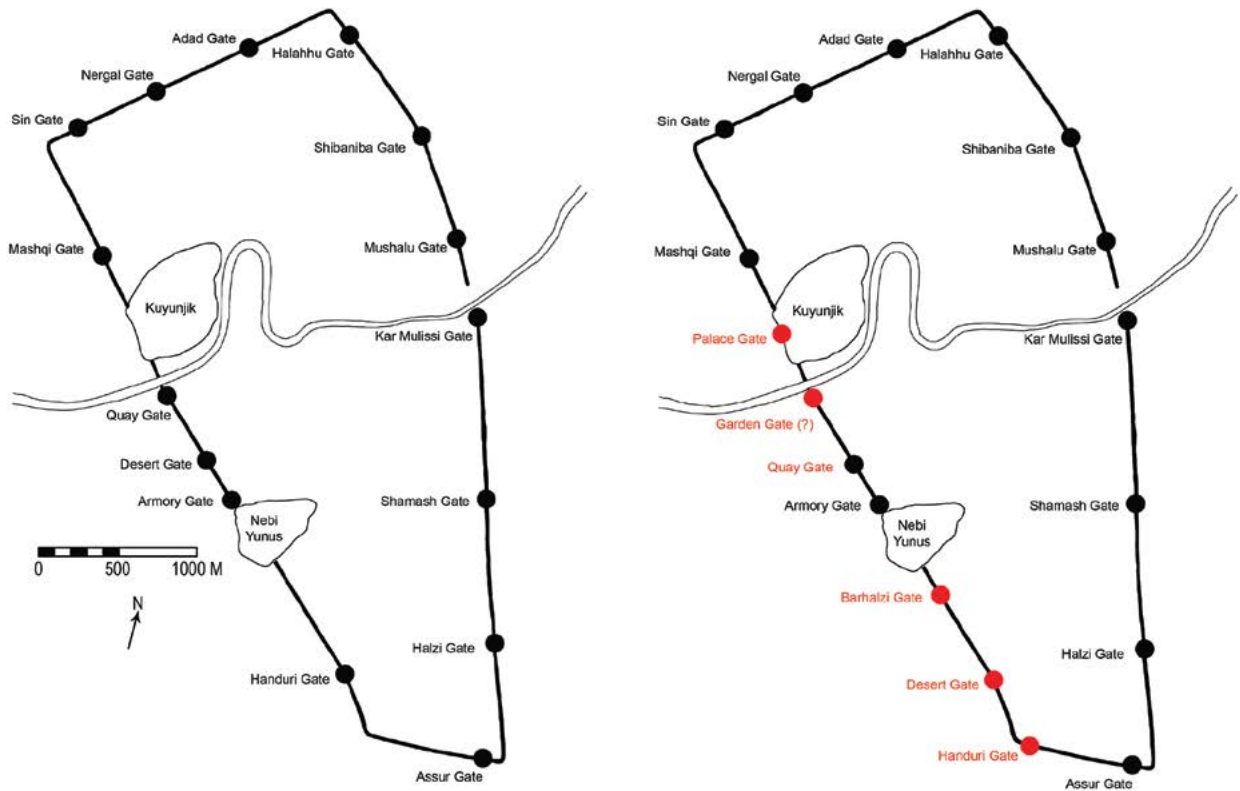 Adad Gate
Halahhu Gate
Nergal Gate
Sin Gate
Shibaniba Gate
Mashqi Gate
Mushalu Gate
Kuyunjik
Kar Mulissi Gate
Quay Gate
Desert Gate
Armory Gate
Shamash Gate
Nebi
Yunus
0 500 1000 M
N
Halzi Gate
Handuri Gate
Assur Gate
Adad Gate
Halahhu Gate
Nergal Gate
Sin Gate
Shibaniba Gate
Mashqi Gate
Mushalu Gate
Kuyunjik
Palace Gate
Kar Mulissi Gate
Garden Gate (?)
Quay Gate
Armory Gate
Shamash Gate
Nebi
Yunus
Barhalzi Gate
Halzi Gate
Desert Gate
Handuri Gate
Assur Gate